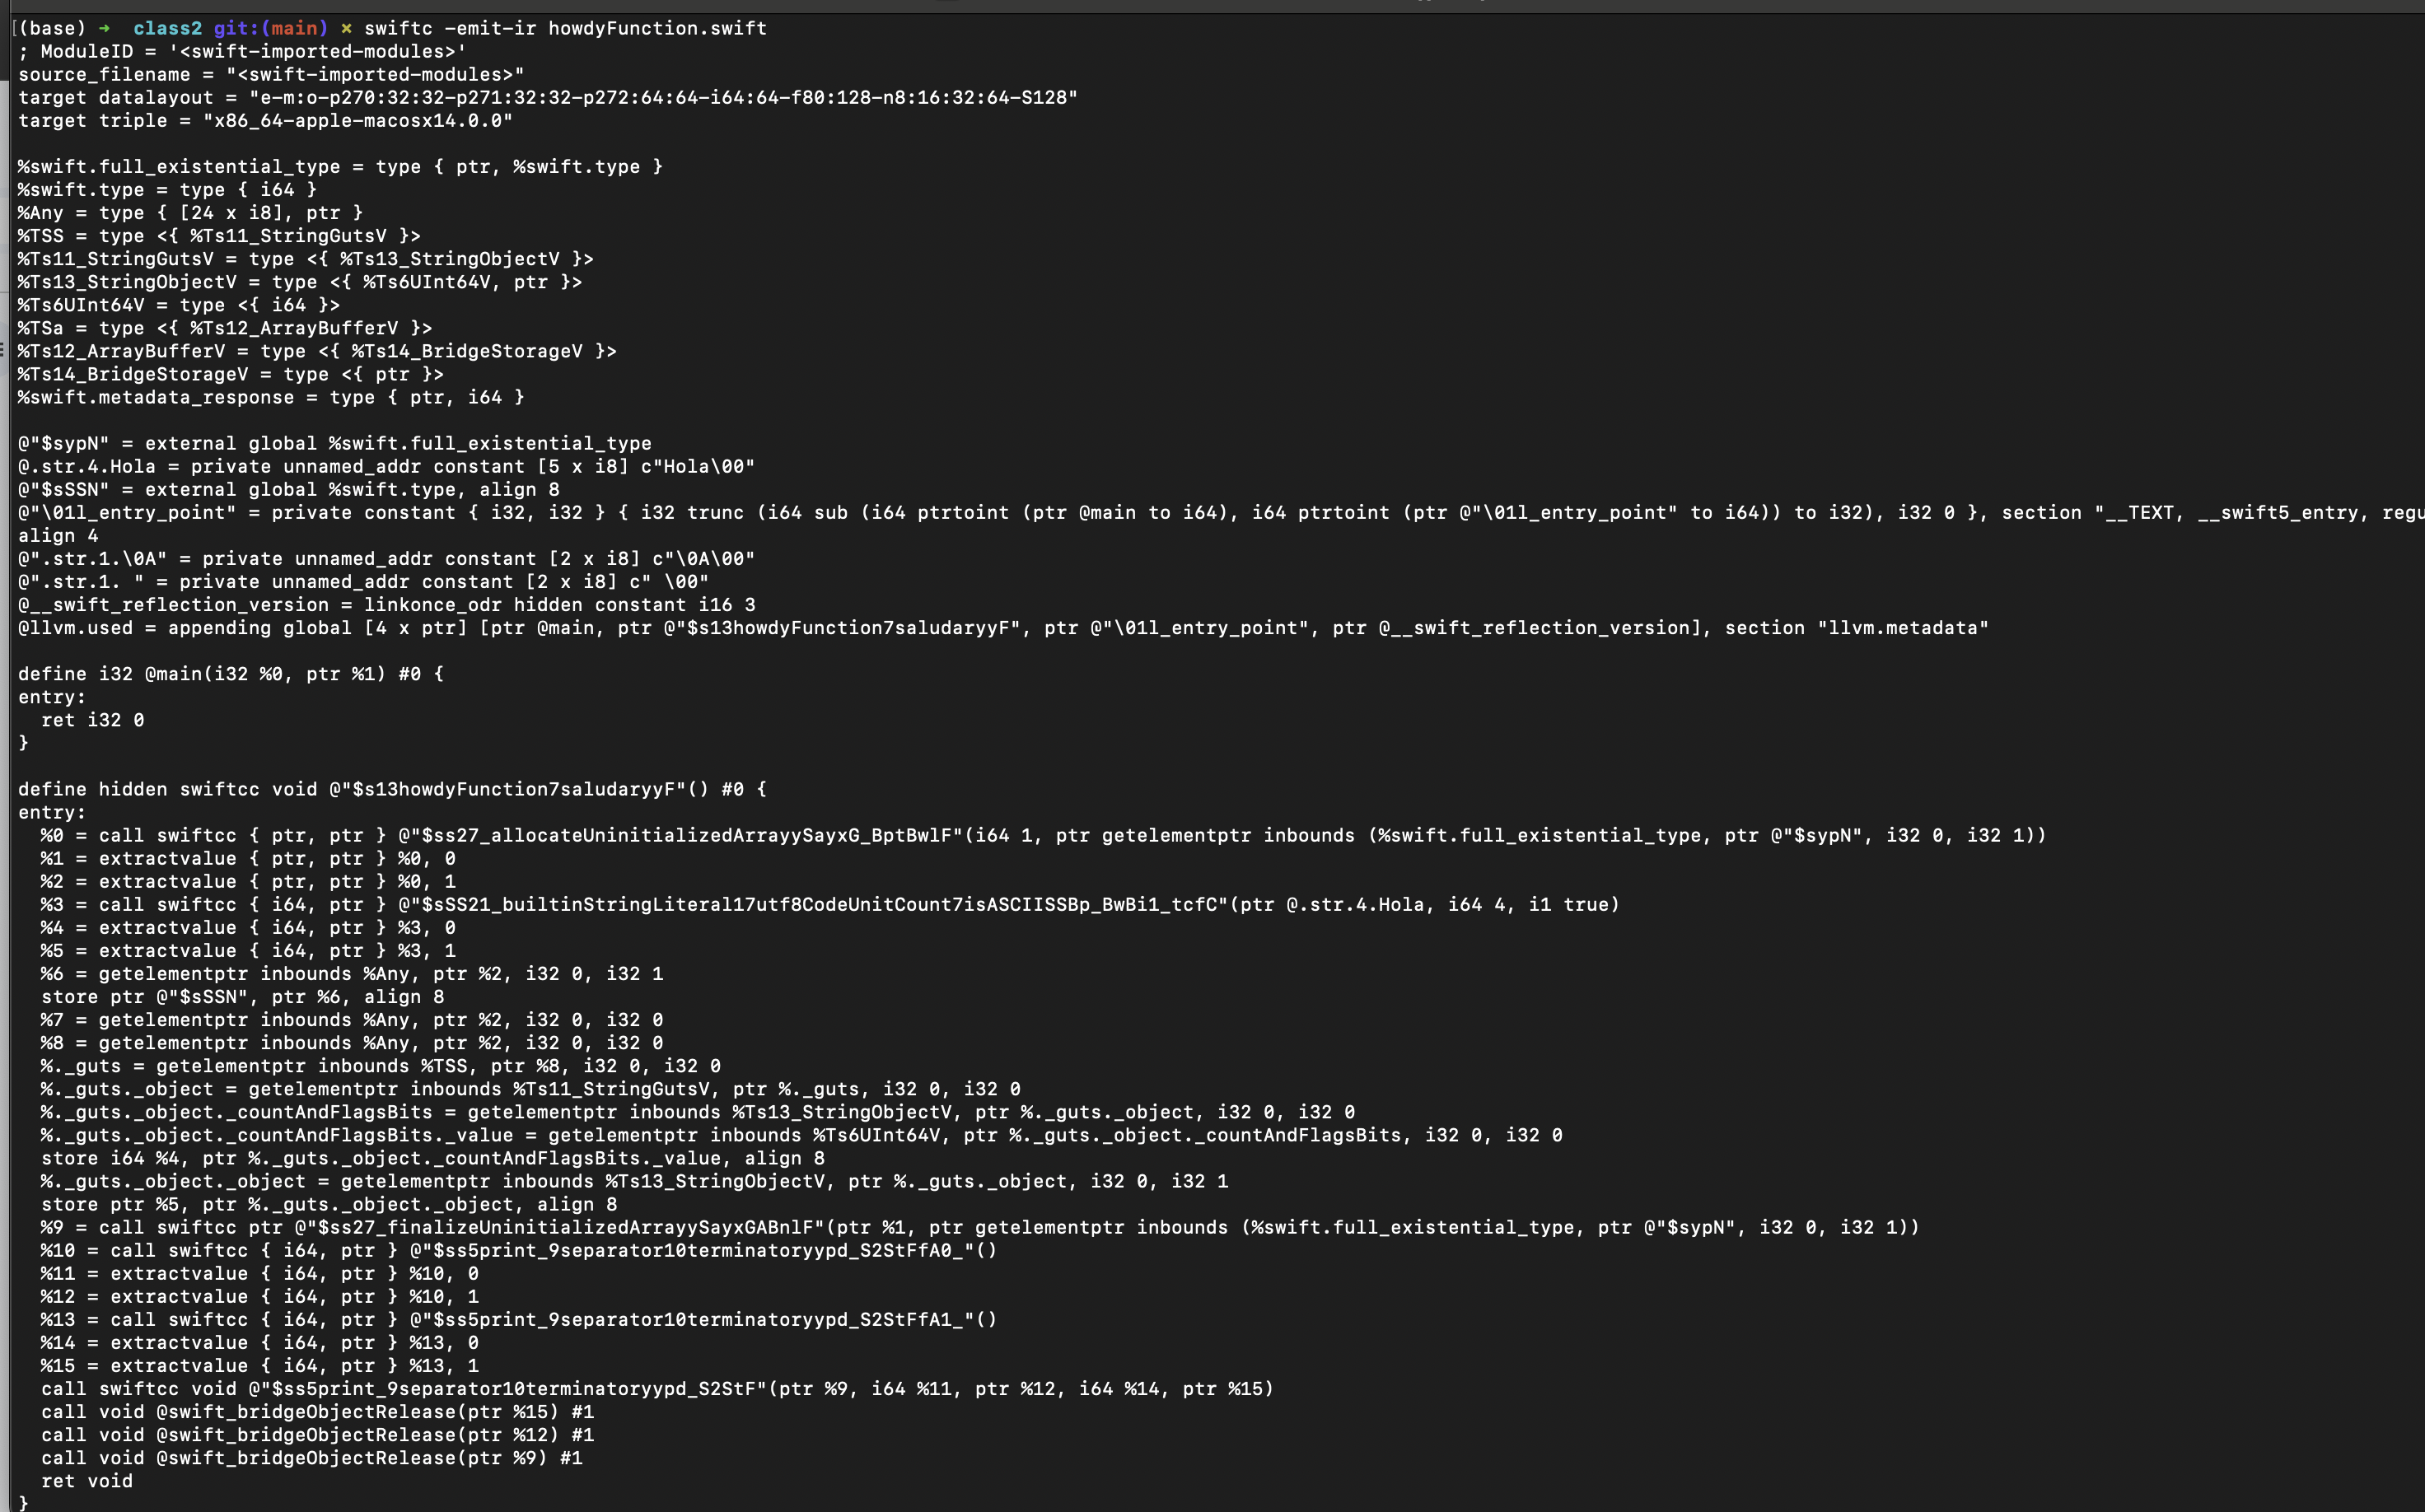 [(base) → class2 git:(main) × swiftc -emit-ir howdyFunction.swift
; ModuleID = '<swift-imported-modules>'
source_filename = "<swift-imported-modules>"
target datalayout = "e-m:o-p270:32:32-p271:32:32-p272:64:64-i64:64-f80:128-n8:16:32:64-S128"
target triple = "x86_64-apple-macosx14.0.0"
%swift.full_existential_type = type { ptr, %swift.type }
%swift.type = type { i64 }
%Any = type { [24 x i8], ptr }
%TSS = type <{ %Ts11_StringGutsV }>
%Ts11_StringGutsV = type <{ %Ts13_StringObjectV }>
%Ts13_StringObjectV = type <{ %Ts6UInt64V, ptr }>
%Ts6UInt64V = type <{ i64 }>
%TSa = type <{ %Ts12_ArrayBufferV }>
%Ts12_ArrayBufferV = type <{ %Ts14_BridgeStorageV }>
%Ts14_BridgeStorageV = type <{ ptr }>
%swift.metadata_response = type { ptr, i64 }
@"$sypN" = external global %swift.full_existential_type
@.str.4.Hola = private unnamed_addr constant [5 x i8] c"Hola\00"
@"$sSSN" = external global %swift.type, align 8
@"\01l_entry_point" = private constant { i32, i32 } { i32 trunc (i64 sub (i64 ptrtoint (ptr @main to i64), i64 ptrtoint (ptr @"\01l_entry_point" to i64)) to i32), i32 0 }, section "__TEXT, __swift5_entry, regu
align 4
@".str.1.\0A" = private unnamed_addr constant [2 x i8] c"\0A\00"
@".str.1. " = private unnamed_addr constant [2 x i8] c" \00"
@__swift_reflection_version = linkonce_odr hidden constant i16 3
@llvm.used = appending global [4 x ptr] [ptr @main, ptr @"$s13howdyFunction7saludaryyF", ptr @"\01l_entry_point", ptr @__swift_reflection_version], section "llvm.metadata"
define i32 @main(i32 %0, ptr %1) #0 {
entry:
  ret i32 0
}
define hidden swiftcc void @"$s13howdyFunction7saludaryyF"() #0 {
entry:
  %0 = call swiftcc { ptr, ptr } @"$ss27_allocateUninitializedArrayySayxG_BptBwlF"(i64 1, ptr getelementptr inbounds (%swift.full_existential_type, ptr @"$sypN", i32 0, i32 1))
  %1 = extractvalue { ptr, ptr } %0, 0
  %2 = extractvalue { ptr, ptr } %0, 1
  %3 = call swiftcc { i64, ptr } @"$sSS21_builtinStringLiteral17utf8CodeUnitCount7isASCIISSBp_BwBi1_tcfC"(ptr @.str.4.Hola, i64 4, i1 true)
  %4 = extractvalue { i64, ptr } %3, 0
  %5 = extractvalue { i64, ptr } %3, 1
  %6 = getelementptr inbounds %Any, ptr %2, i32 0, i32 1
  store ptr @"$sSSN", ptr %6, align 8
  %7 = getelementptr inbounds %Any, ptr %2, i32 0, i32 0
  %8 = getelementptr inbounds %Any, ptr %2, i32 0, i32 0
  %._guts = getelementptr inbounds %TSS, ptr %8, i32 0, i32 0
  %._guts._object = getelementptr inbounds %Ts11_StringGutsV, ptr %._guts, i32 0, i32 0
  %._guts._object._countAndFlagsBits = getelementptr inbounds %Ts13_StringObjectV, ptr %._guts._object, i32 0, i32 0
  %._guts._object._countAndFlagsBits._value = getelementptr inbounds %Ts6UInt64V, ptr %._guts._object._countAndFlagsBits, i32 0, i32 0
  store i64 %4, ptr %._guts._object._countAndFlagsBits._value, align 8
  %._guts._object._object = getelementptr inbounds %Ts13_StringObjectV, ptr %._guts._object, i32 0, i32 1
  store ptr %5, ptr %._guts._object._object, align 8
  %9 = call swiftcc ptr @"$ss27_finalizeUninitializedArrayySayxGABnlF"(ptr %1, ptr getelementptr inbounds (%swift.full_existential_type, ptr @"$sypN", i32 0, i32 1))
  %10 = call swiftcc { i64, ptr } @"$ss5print_9separator10terminatoryypd_S2StFfA0_"()
  %11 = extractvalue { i64, ptr } %10, 0
  %12 = extractvalue { i64, ptr } %10, 1
  %13 = call swiftcc { i64, ptr } @"$ss5print_9separator10terminatoryypd_S2StFfA1_"()
  %14 = extractvalue { i64, ptr } %13, 0
  %15 = extractvalue { i64, ptr } %13, 1
  call swiftcc void @"$ss5print_9separator10terminatoryypd_S2StF"(ptr %9, i64 %11, ptr %12, i64 %14, ptr %15)
  call void @swift_bridgeObjectRelease(ptr %15) #1
  call void @swift_bridgeObjectRelease(ptr %12) #1
  call void @swift_bridgeObjectRelease(ptr %9) #1
  ret void
}